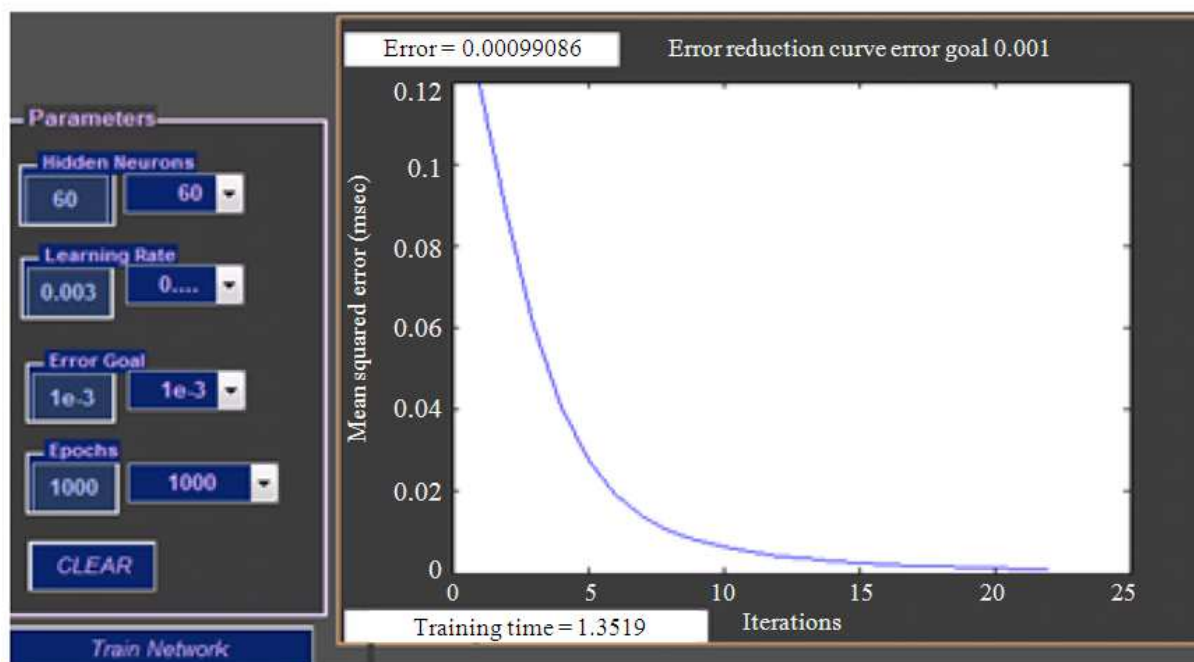 Parameters
Hidden Neurons
60
60
Learning Rate
0.003
0....
Error Goal
1e-3
1e-3
Epochs
1000
1000
CLEAR
Train Network
Error = 0.00099086
Error reduction curve error goal 0.001
Mean squared error (msec)
0.12
0.1
0.08
0.06
0.04
0.02
0
0 5 10 15 20 25
Iterations
Training time = 1.3519